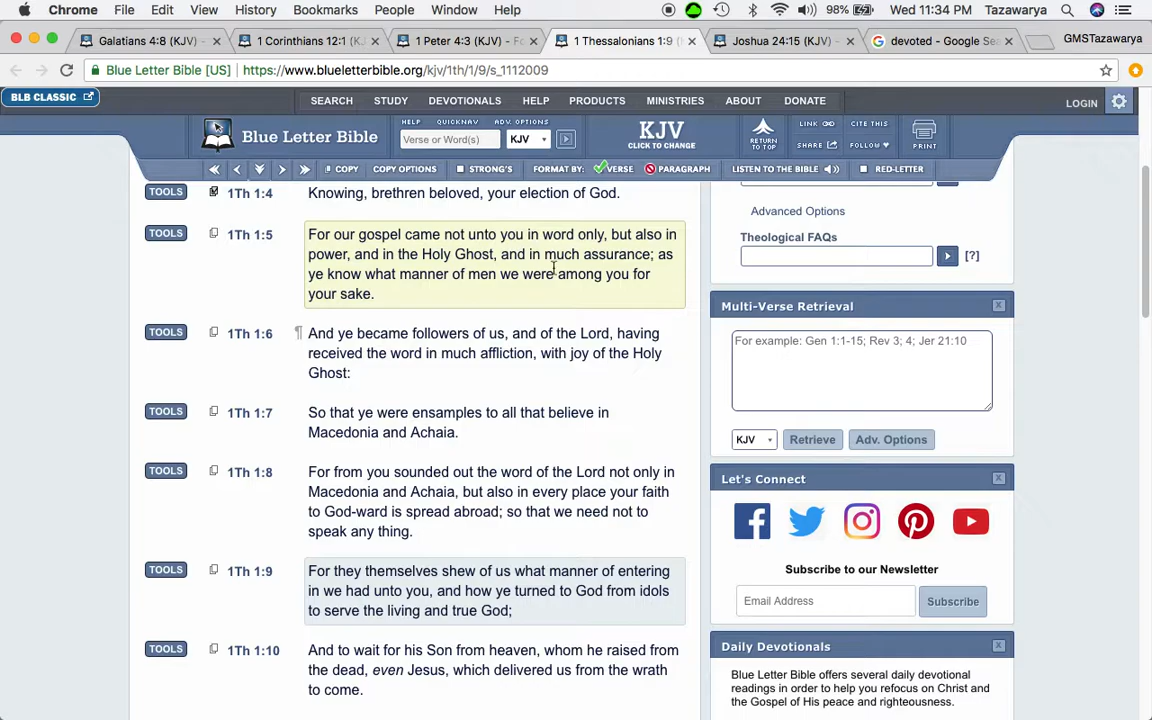 Chrome File Edit View History Bookmarks People Window Help 98% Wed 11:34 PM Tazawarya
Galatians 4:8 (KJV) × 1 Corinthians 12:1 (KJV) × 1 Peter 4:3 (KJV) - Fo × 1 Thessalonians 1:9 × Joshua 24:15 (KJV) × devoted - Google Sea × GMSTazawarya
Blue Letter Bible [US] https://www.blueletterbible.org/kjv/1th/1/9/s_1112009
BLB CLASSIC
SEARCH STUDY DEVOTIONALS HELP PRODUCTS MINISTRIES ABOUT DONATE LOGIN
HELP QUICKNAV ADV. OPTIONS
Blue Letter Bible Verse or Word(s) KJV
KJV
CLICK TO CHANGE
RETURN
TO TOP
LINK CITE THIS
SHARE FOLLOW PRINT
COPY COPY OPTIONS STRONG'S FORMAT BY: VERSE PARAGRAPH LISTEN TO THE BIBLE RED-LETTER
TOOLS 1Th 1:4 Knowing, brethren beloved, your election of God.
TOOLS 1Th 1:5 For our gospel came not unto you in word only, but also in
power, and in the Holy Ghost, and in much assurance; as
ye know what manner of men we were among you for
your sake.
TOOLS 1Th 1:6 ¶ And ye became followers of us, and of the Lord, having
received the word in much affliction, with joy of the Holy
Ghost:
TOOLS 1Th 1:7 So that ye were ensamples to all that believe in
Macedonia and Achaia.
TOOLS 1Th 1:8 For from you sounded out the word of the Lord not only in
Macedonia and Achaia, but also in every place your faith
to God-ward is spread abroad; so that we need not to
speak any thing.
TOOLS 1Th 1:9 For they themselves shew of us what manner of entering
in we had unto you, and how ye turned to God from idols
to serve the living and true God;
TOOLS 1Th 1:10 And to wait for his Son from heaven, whom he raised from
the dead, even Jesus, which delivered us from the wrath
to come.
Advanced Options
Theological FAQs
[?]
Multi-Verse Retrieval
For example: Gen 1:1-15; Rev 3; 4; Jer 21:10
KJV Retrieve Adv. Options
Let's Connect
Subscribe to our Newsletter
Email Address Subscribe
Daily Devotionals
Blue Letter Bible offers several daily devotional
readings in order to help you refocus on Christ and
the Gospel of His peace and righteousness.